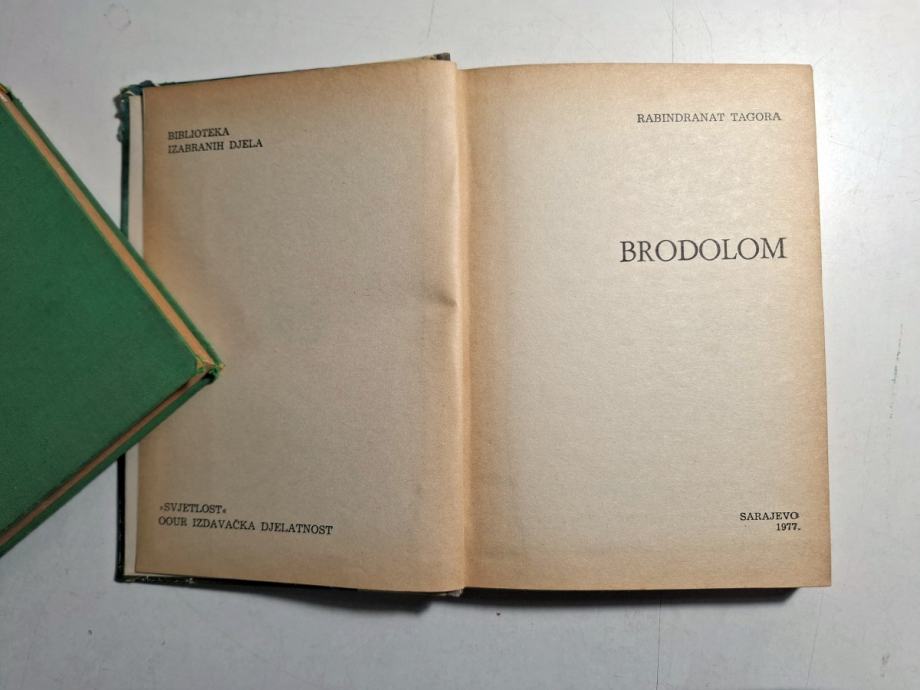 BIBLIOTEKA
IZABRANIH DJELA
»SVJETLOST«
OOUR IZDAVAČKA DJELATNOST
RABINDRANAT TAGORA
BRODOLOM
SARAJEVO
1977.